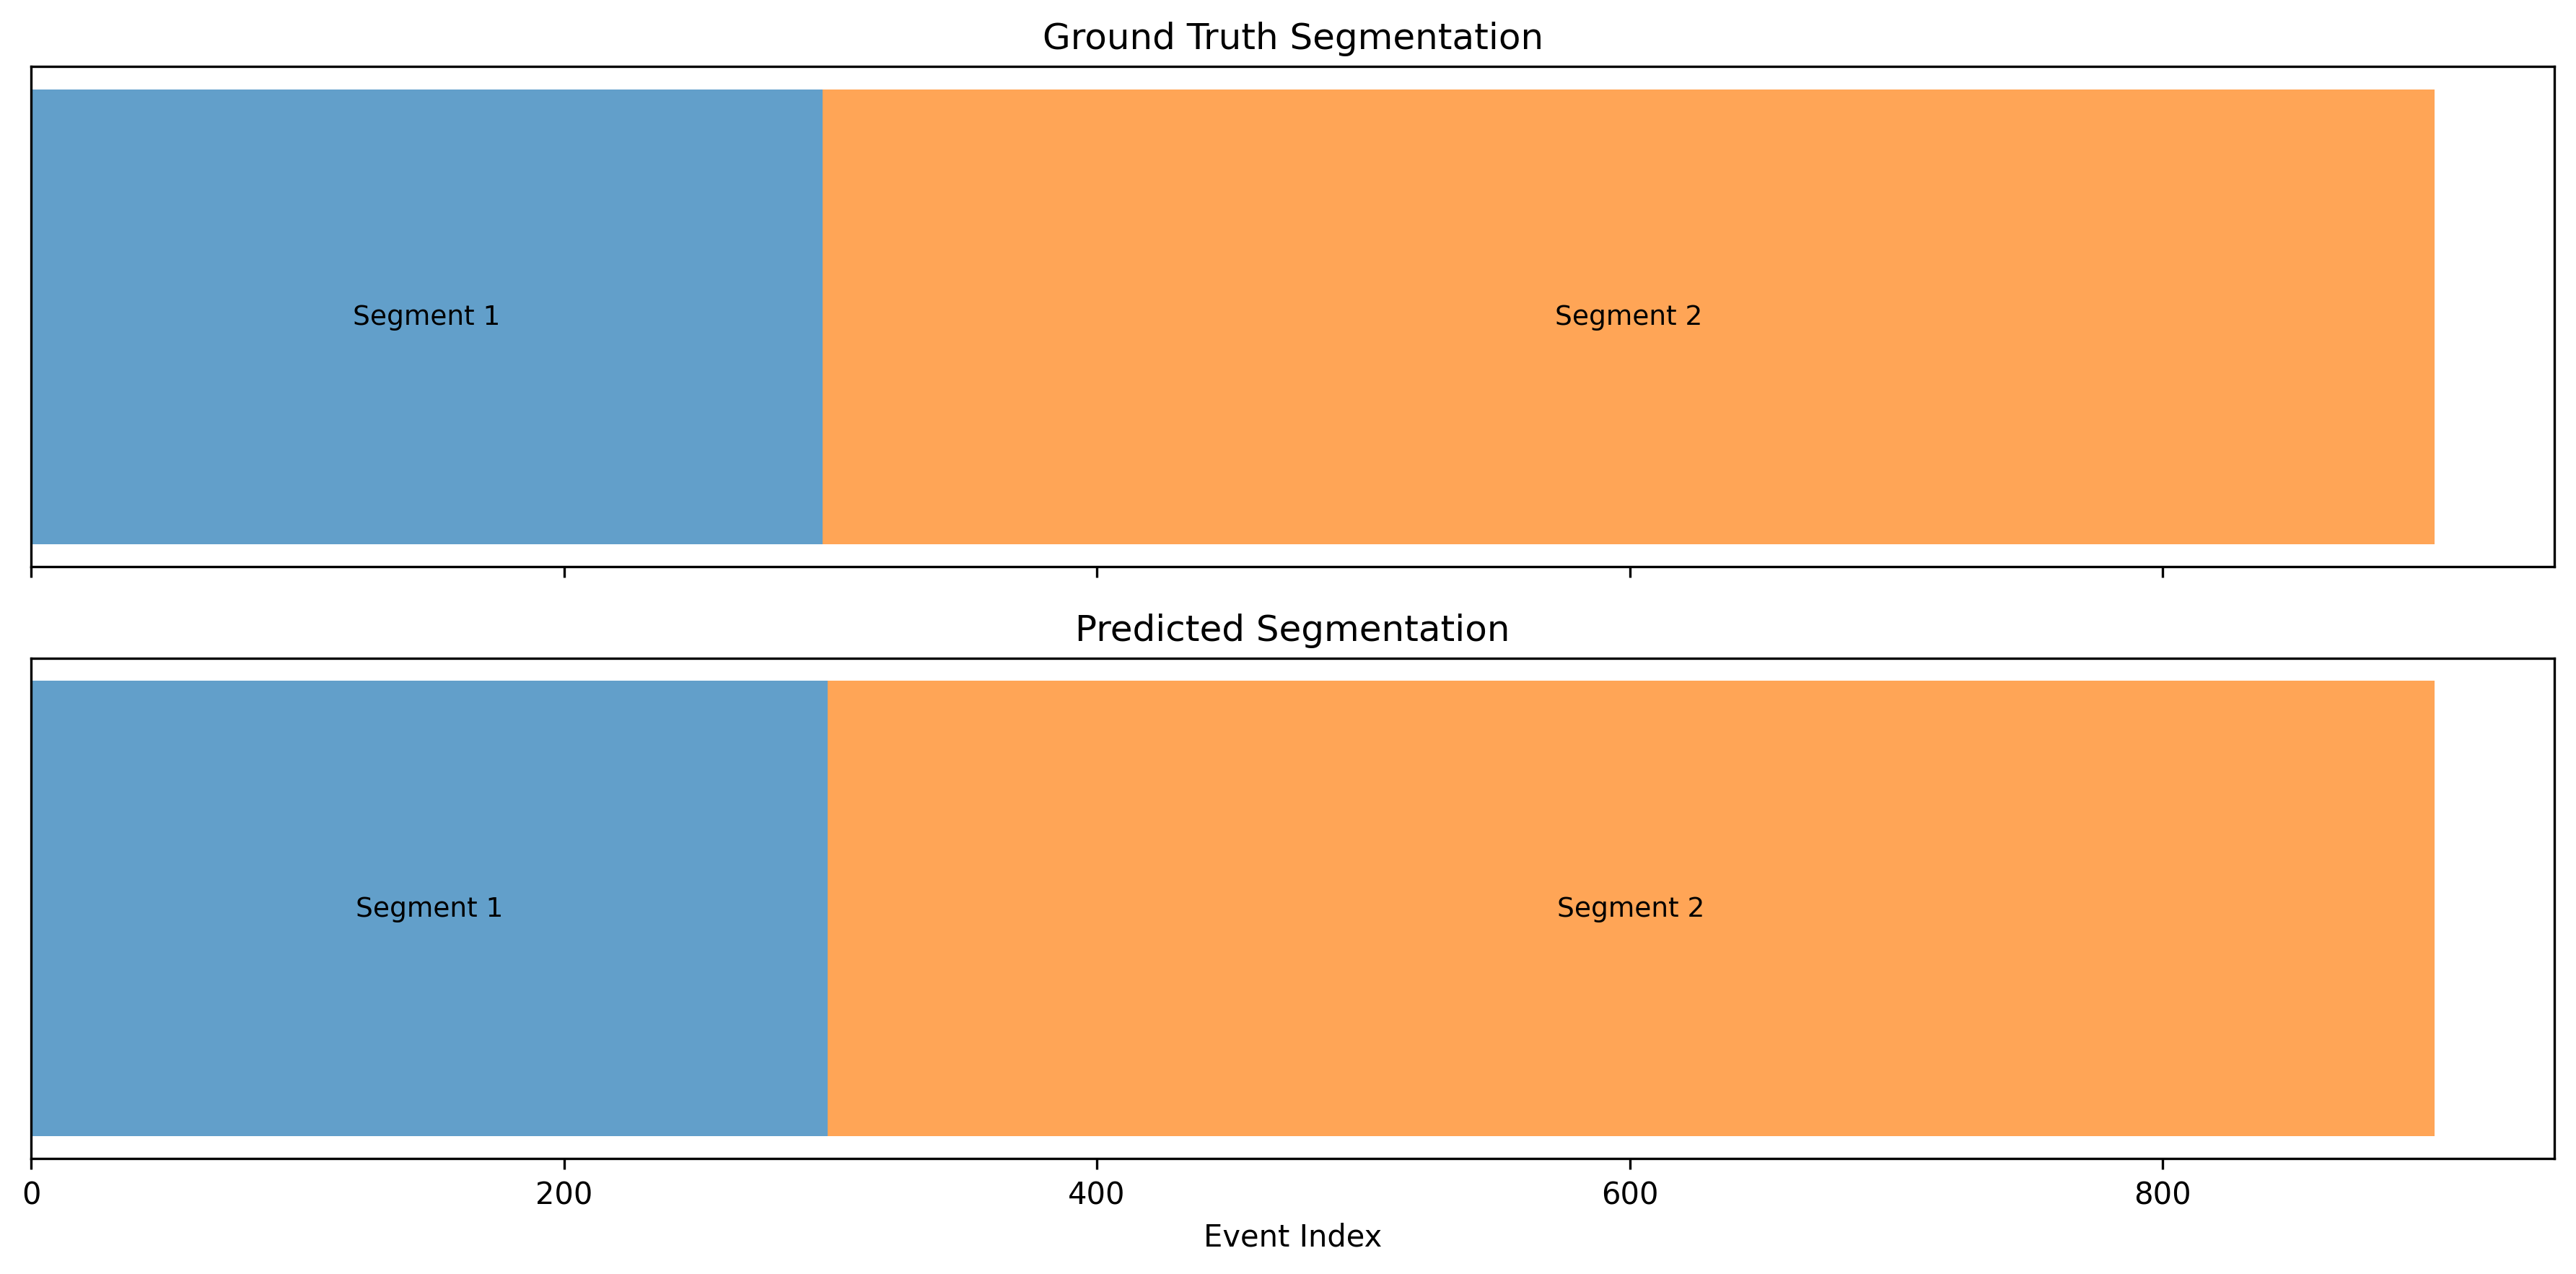 Ground Truth Segmentation
Segment 1
Segment 2
Predicted Segmentation
Segment 1
Segment 2
0
200
400
600
800
Event Index